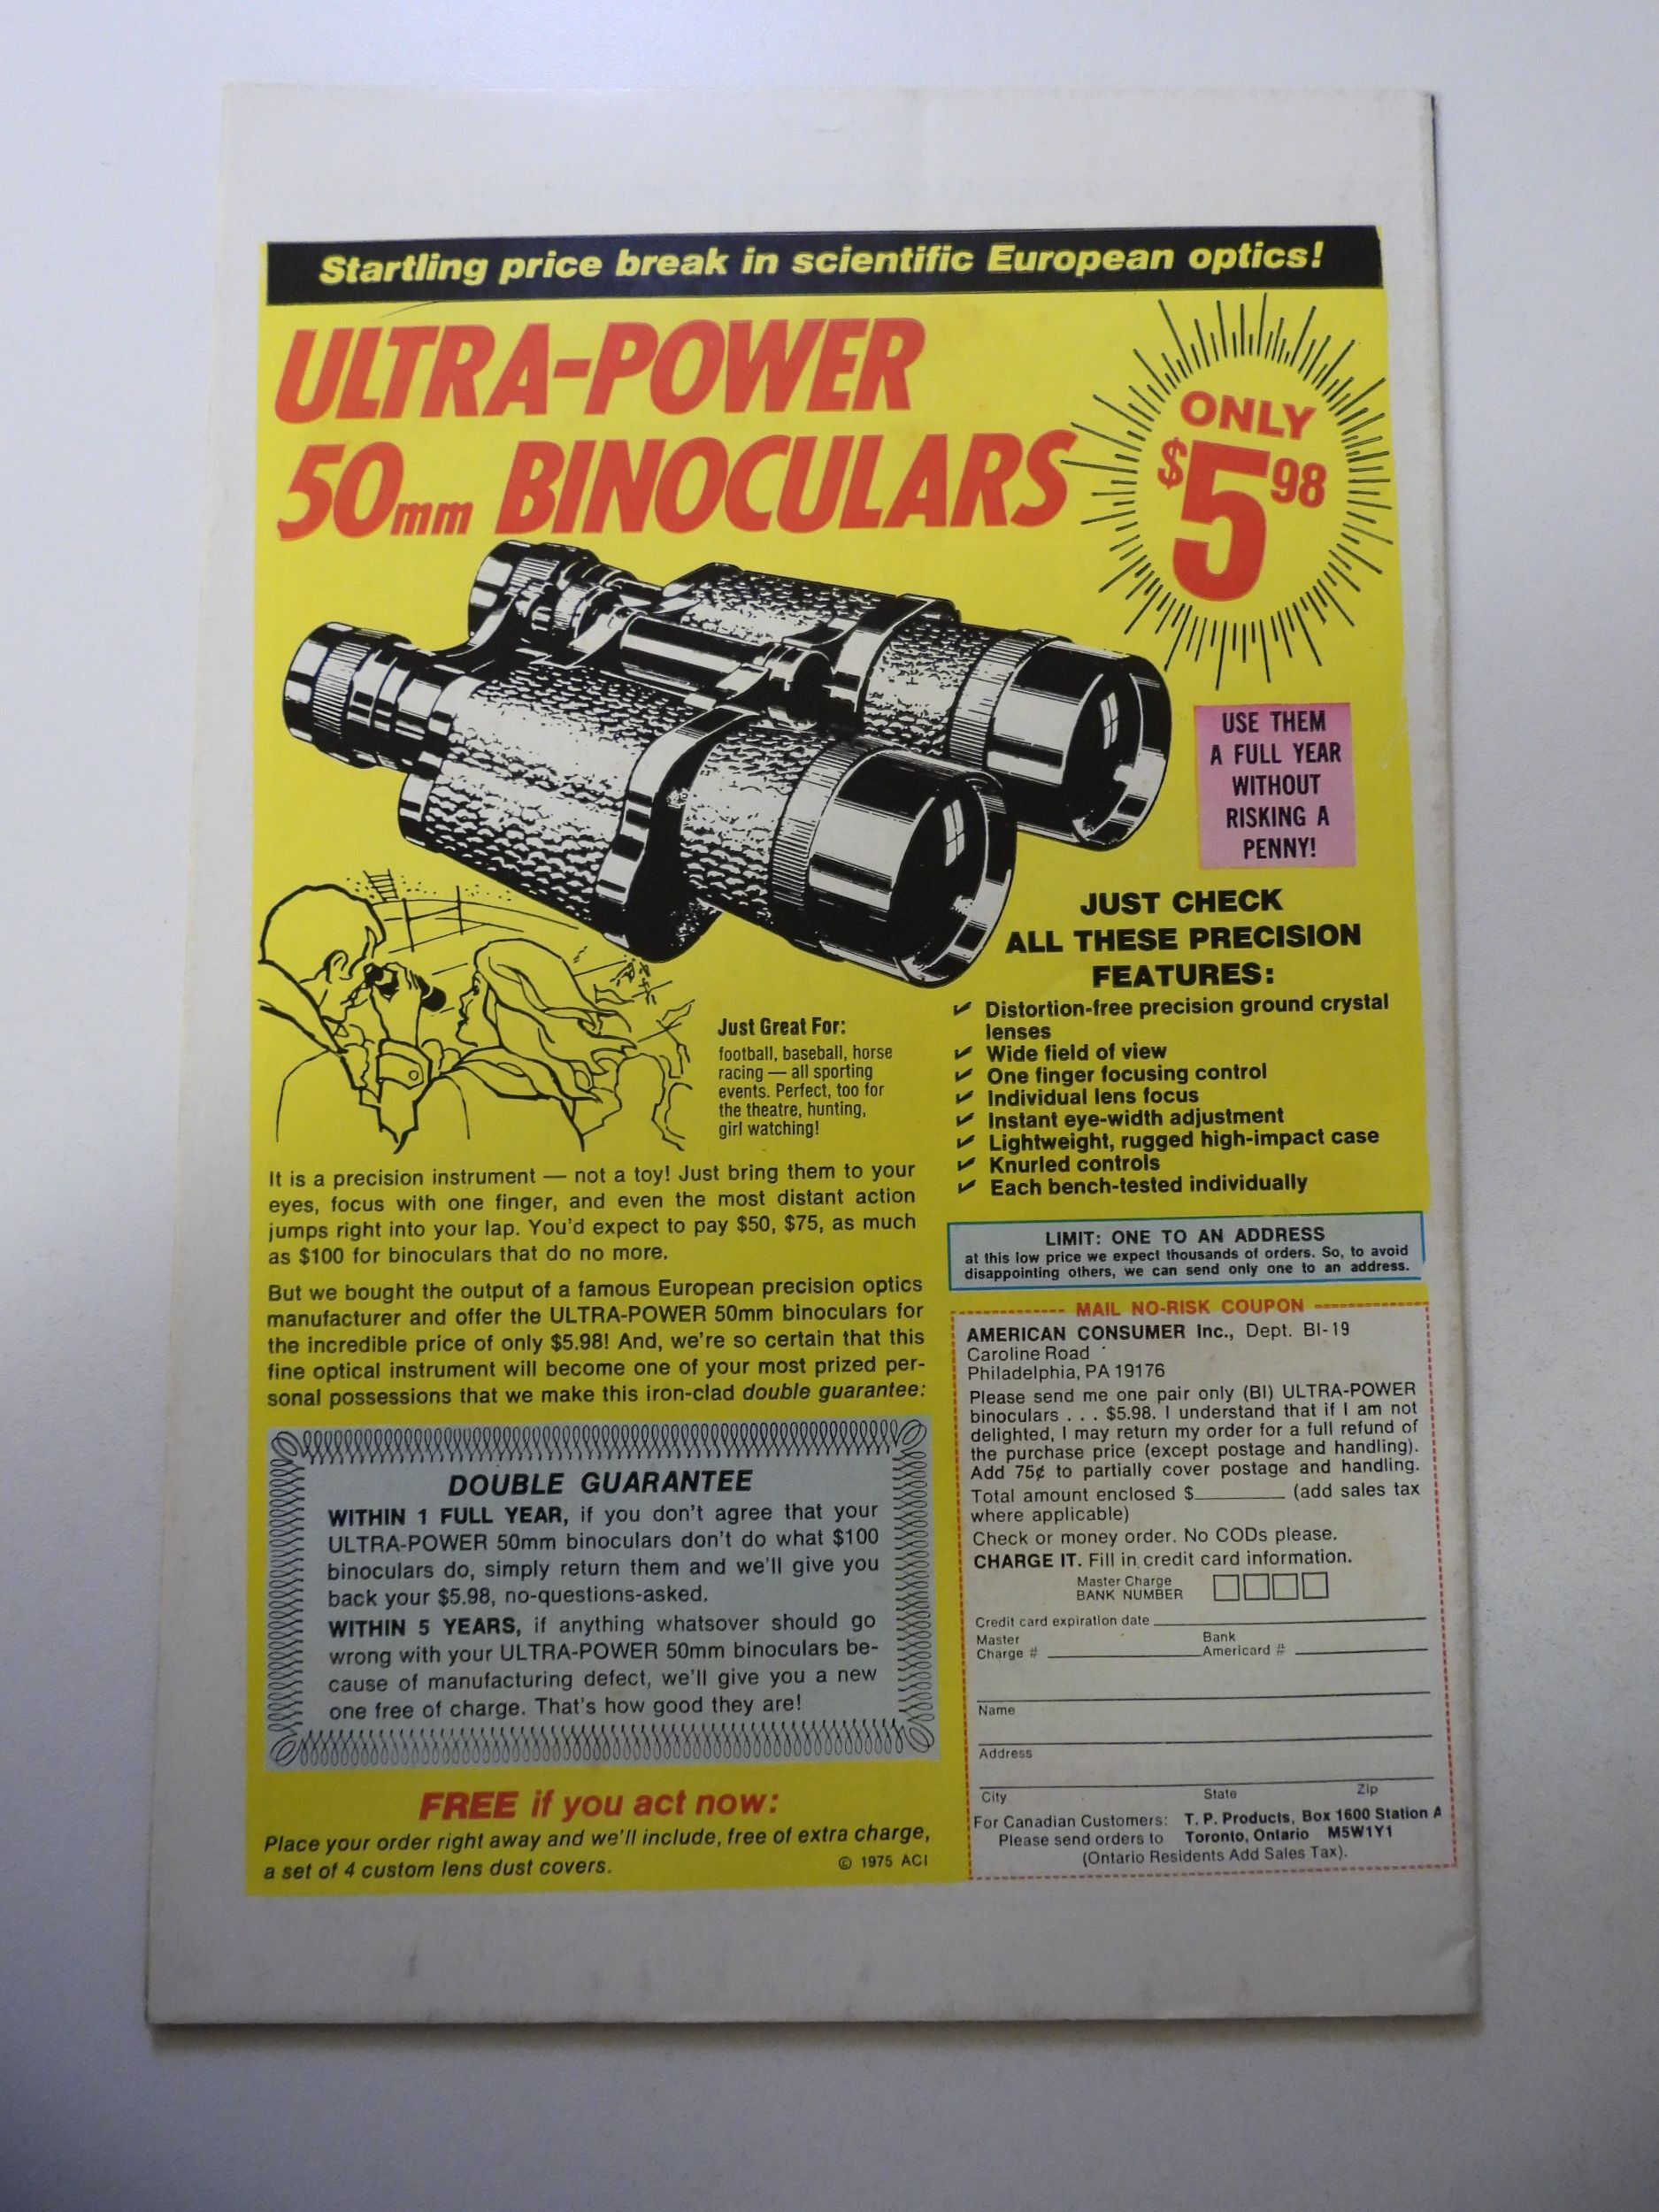 Startling price break in scientific European optics!
ULTRA-POWER
50mm BINOCULARS
ONLY
$5 98
USE THEM
A FULL YEAR
WITHOUT
RISKING A
PENNY!
JUST CHECK
ALL THESE PRECISION
FEATURES:
✔ Distortion-free precision ground crystal
lenses
✔ Wide field of view
✔ One finger focusing control
✔ Individual lens focus
✔ Instant eye-width adjustment
✔ Lightweight, rugged high-impact case
✔ Knurled controls
✔ Each bench-tested individually
Just Great For:
football, baseball, horse
racing — all sporting
events. Perfect, too for
the theatre, hunting,
girl watching!
It is a precision instrument — not a toy! Just bring them to your
eyes, focus with one finger, and even the most distant action
jumps right into your lap. You'd expect to pay $50, $75, as much
as $100 for binoculars that do no more.
But we bought the output of a famous European precision optics
manufacturer and offer the ULTRA-POWER 50mm binoculars for
the incredible price of only $5.98! And, we're so certain that this
fine optical instrument will become one of your most prized per-
sonal possessions that we make this iron-clad double guarantee:
DOUBLE GUARANTEE
WITHIN 1 FULL YEAR, if you don't agree that your
ULTRA-POWER 50mm binoculars don't do what $100
binoculars do, simply return them and we'll give you
back your $5.98, no-questions-asked.
WITHIN 5 YEARS, if anything whatsover should go
wrong with your ULTRA-POWER 50mm binoculars be-
cause of manufacturing defect, we'll give you a new
one free of charge. That's how good they are!
FREE if you act now:
Place your order right away and we'll include, free of extra charge,
a set of 4 custom lens dust covers.
© 1975 ACI
LIMIT: ONE TO AN ADDRESS
at this low price we expect thousands of orders. So, to avoid
disappointing others, we can send only one to an address.
MAIL NO-RISK COUPON
AMERICAN CONSUMER Inc., Dept. BI-19
Caroline Road
Philadelphia, PA 19176
Please send me one pair only (BI) ULTRA-POWER
binoculars . . . $5.98. I understand that if I am not
delighted, I may return my order for a full refund of
the purchase price (except postage and handling).
Add 75¢ to partially cover postage and handling.
Total amount enclosed $________ (add sales tax
where applicable)
Check or money order. No CODs please.
CHARGE IT. Fill in credit card information.
Master Charge
BANK NUMBER
Credit card expiration date
Master
Charge #
Bank
Americard #
Name
Address
City State Zip
For Canadian Customers: T. P. Products, Box 1600 Station A
Please send orders to Toronto, Ontario M5W1Y1
(Ontario Residents Add Sales Tax).